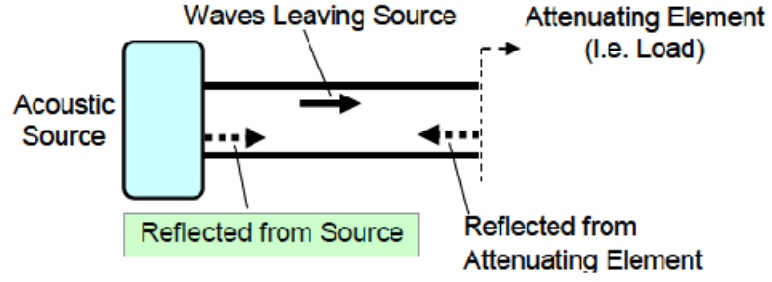 Waves Leaving Source
Attenuating Element
(I.e. Load)
Acoustic
Source
Reflected from Source
Reflected from
Attenuating Element